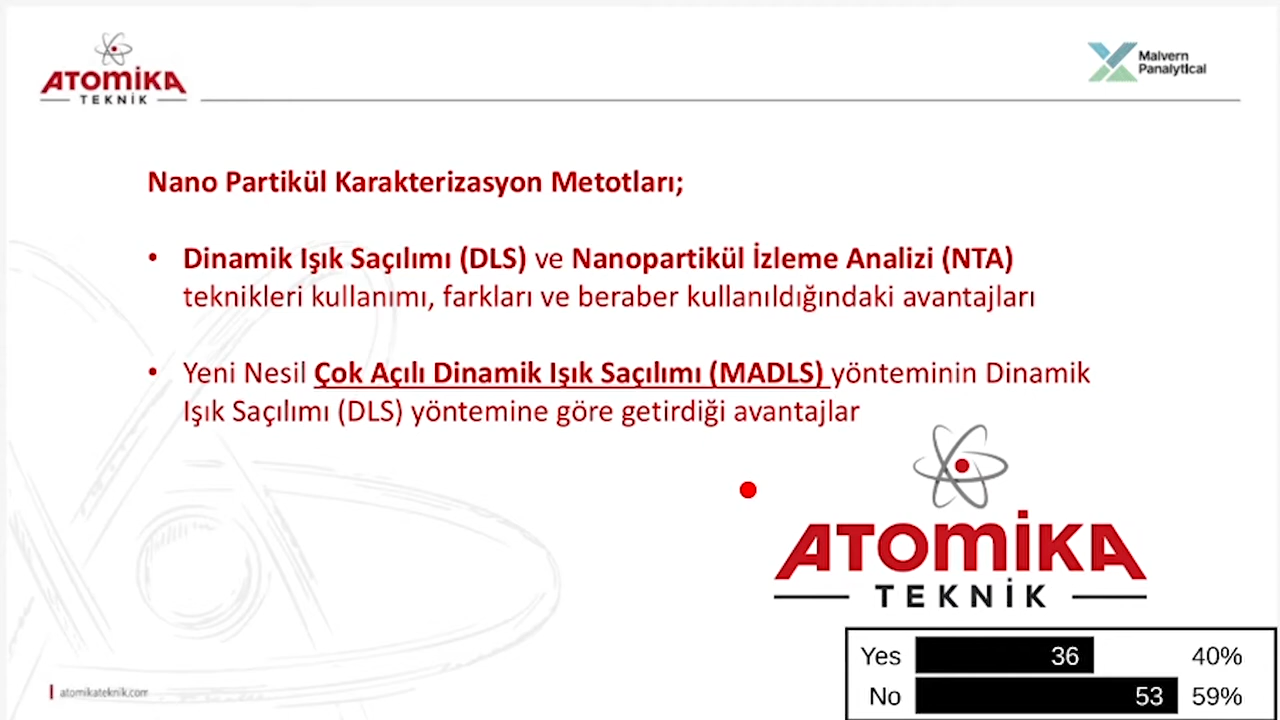 ATOMİKA
TEKNİK
Malvern
Panalytical
Nano Partikül Karakterizasyon Metotları;
• Dinamik Işık Saçılımı (DLS) ve Nanopartikül İzleme Analizi (NTA)
teknikleri kullanımı, farkları ve beraber kullanıldığındaki avantajları
• Yeni Nesil Çok Açılı Dinamik Işık Saçılımı (MADLS) yönteminin Dinamik
Işık Saçılımı (DLS) yöntemine göre getirdiği avantajlar
ATOMİKA
TEKNİK
Yes 36 40%
No 53 59%
atomikateknik.com